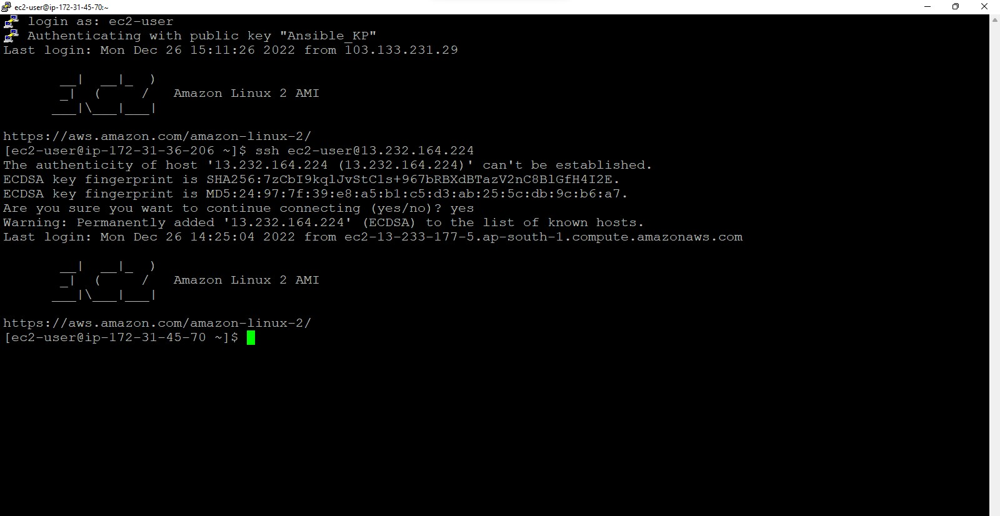 ec2-user@ip-172-31-45-70:~
login as: ec2-user
Authenticating with public key "Ansible_KP"
Last login: Mon Dec 26 15:11:26 2022 from 103.133.231.29
       __|  __|_  )
       _|  (     /   Amazon Linux 2 AMI
      ___|\___|___|
https://aws.amazon.com/amazon-linux-2/
[ec2-user@ip-172-31-36-206 ~]$ ssh ec2-user@13.232.164.224
The authenticity of host '13.232.164.224 (13.232.164.224)' can't be established.
ECDSA key fingerprint is SHA256:7zCbI9kqlJvStC1s+967bRBXdBTazV2nC8BlGfH4I2E.
ECDSA key fingerprint is MD5:24:97:7f:39:e8:a5:b1:c5:d3:ab:25:5c:db:9c:b6:a7.
Are you sure you want to continue connecting (yes/no)? yes
Warning: Permanently added '13.232.164.224' (ECDSA) to the list of known hosts.
Last login: Mon Dec 26 14:25:04 2022 from ec2-13-233-177-5.ap-south-1.compute.amazonaws.com
       __|  __|_  )
       _|  (     /   Amazon Linux 2 AMI
      ___|\___|___|
https://aws.amazon.com/amazon-linux-2/
[ec2-user@ip-172-31-45-70 ~]$